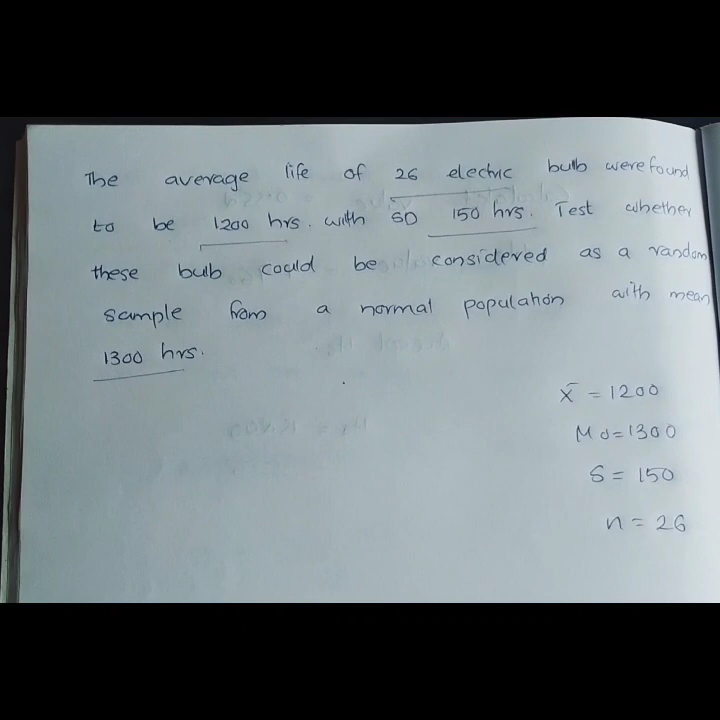 The average life of 26 electric bulb were found
to be 1200 hrs. with SD 150 hrs. Test whether
these bulb could be considered as a random
sample from a normal population with mean
1300 hrs.
x̄ = 1200
μ0 = 1300
S = 150
n = 26